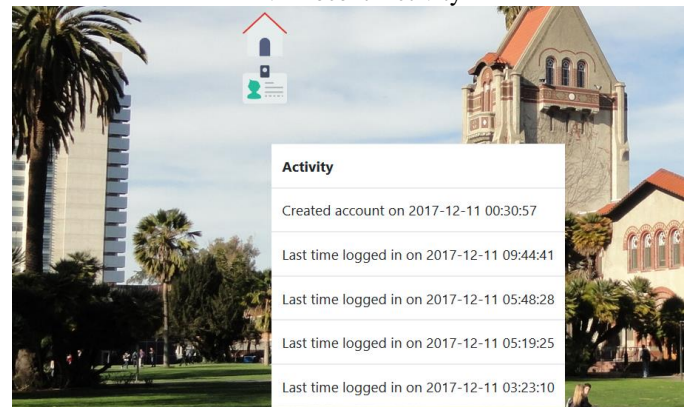 Activity
Created account on 2017-12-11 00:30:57
Last time logged in on 2017-12-11 09:44:41
Last time logged in on 2017-12-11 05:48:28
Last time logged in on 2017-12-11 05:19:25
Last time logged in on 2017-12-11 03:23:10